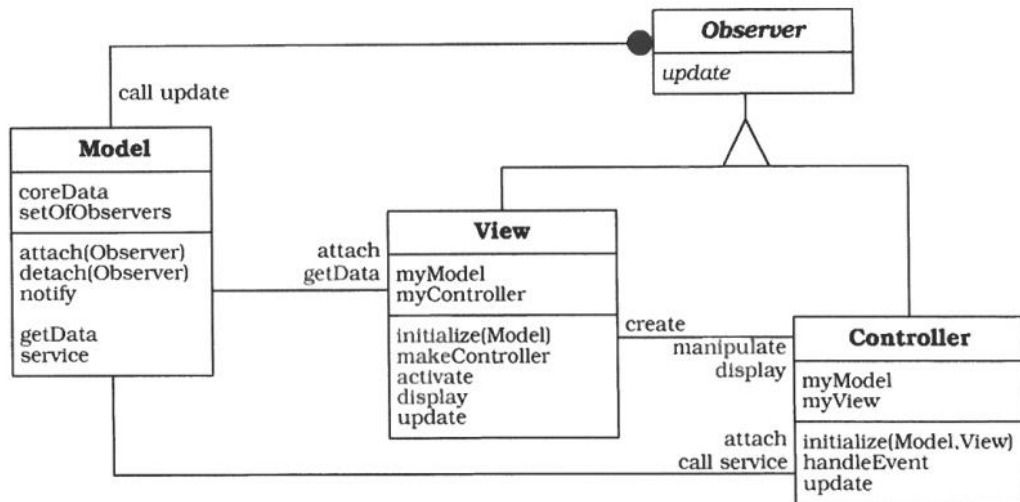 Observer
update
call update
Model
coreData
setOfObservers
attach(Observer)
detach(Observer)
notify
getData
service
attach
getData
View
myModel
myController
initialize(Model)
makeController
activate
display
update
create
manipulate
display
Controller
myModel
myView
attach
call service
initialize(Model,View)
handleEvent
update